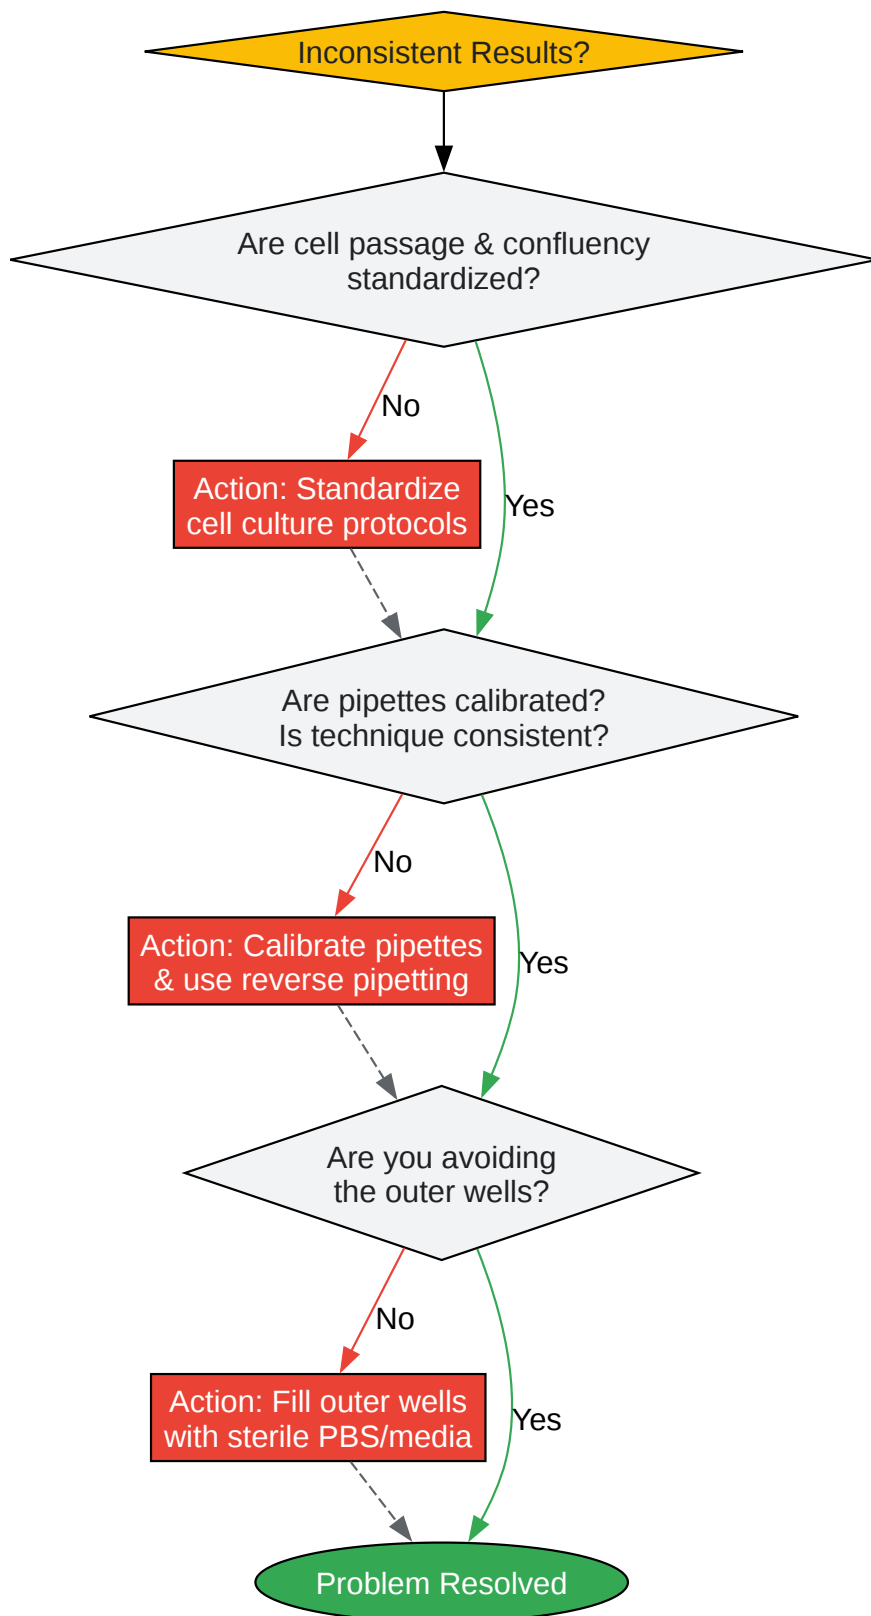 Inconsistent Results?
Are cell passage & confluency
standardized?
No
Action: Standardize
cell culture protocols
Yes
Are pipettes calibrated?
Is technique consistent?
No
Action: Calibrate pipettes
& use reverse pipetting
Yes
Are you avoiding
the outer wells?
No
Action: Fill outer wells
with sterile PBS/media
Yes
Problem Resolved